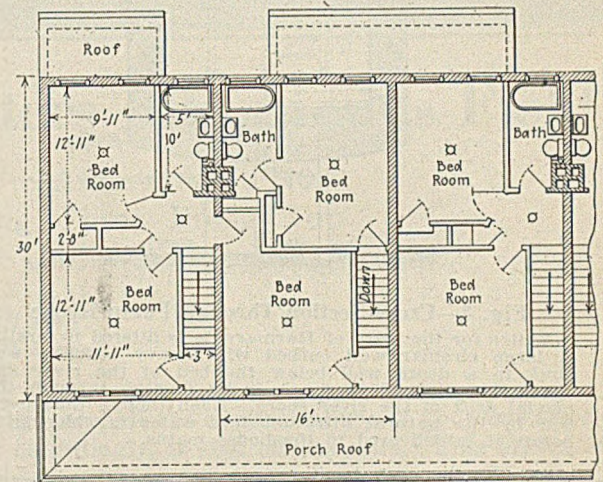 Roof
9'-11"
5'
12'-11"
10'
Bath
Bath
Bed
Room
Bed
Room
Bed
Room
2'-8"
30'
12'-11"
Bed
Room
Bed
Room
Down
Bed
Room
11'-11"
3'
16'
Porch Roof